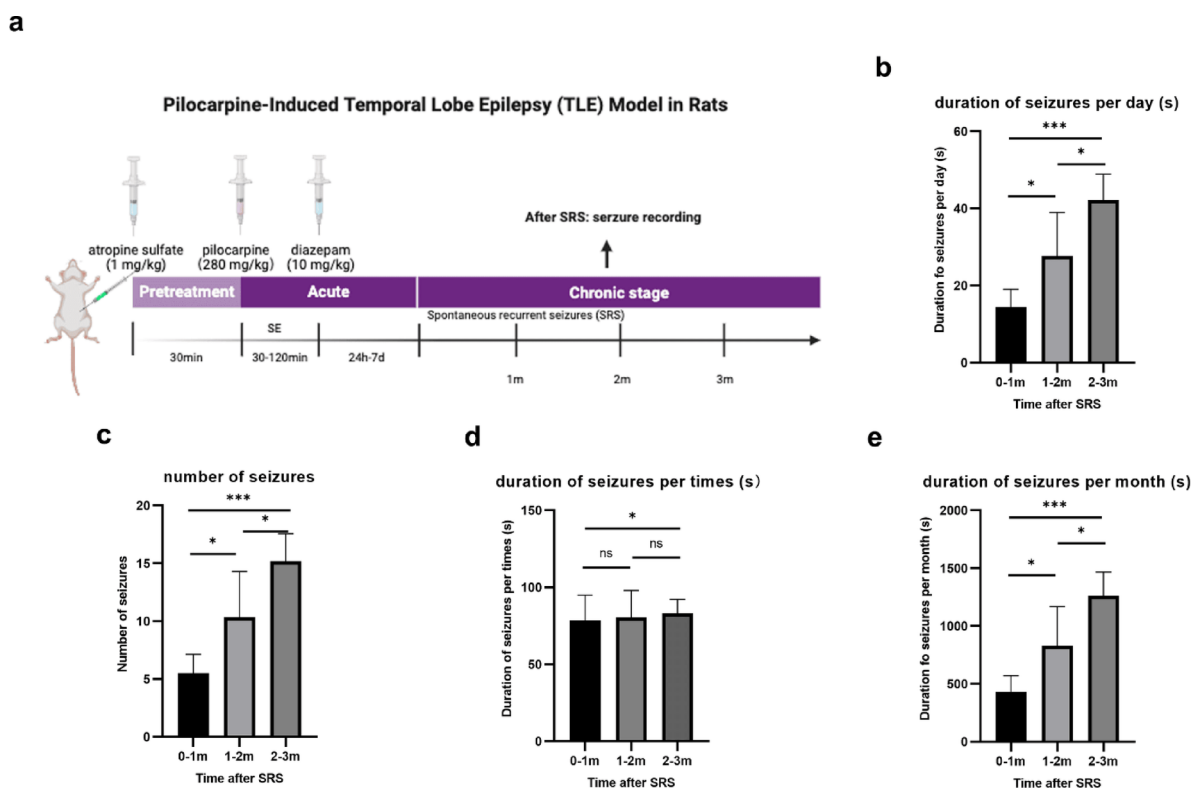 a
Pilocarpine-Induced Temporal Lobe Epilepsy (TLE) Model in Rats
atropine sulfate
(1 mg/kg)
pilocarpine
(280 mg/kg)
diazepam
(10 mg/kg)
After SRS: serzure recording
Pretreatment
Acute
Chronic stage
Spontaneous recurrent seizures (SRS)
SE
30min
30-120min
24h-7d
1m
2m
3m
b
duration of seizures per day (s)
Duration fo seizures per day (s)
60
40
20
0
***
*
*
0-1m 1-2m 2-3m
Time after SRS
c
number of seizures
Number of seizures
20
15
10
5
0
***
*
*
0-1m 1-2m 2-3m
Time after SRS
d
duration of seizures per times (s)
Duration of seizures per times (s)
150
100
50
0
*
ns
ns
0-1m 1-2m 2-3m
Time after SRS
e
duration of seizures per month (s)
Duration fo seizures per month (s)
2000
1500
1000
500
0
***
*
*
0-1m 1-2m 2-3m
Time after SRS